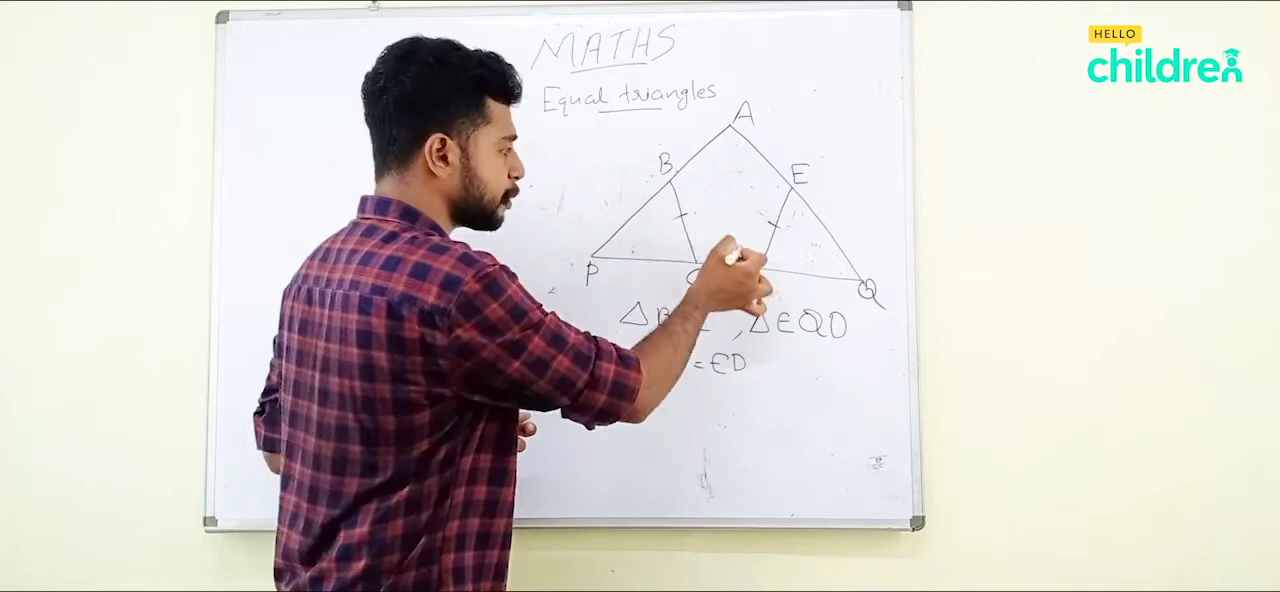 HELLO
children
MATHS
Equal triangles
A
B
E
P
Q
△B , △EQD
= ED